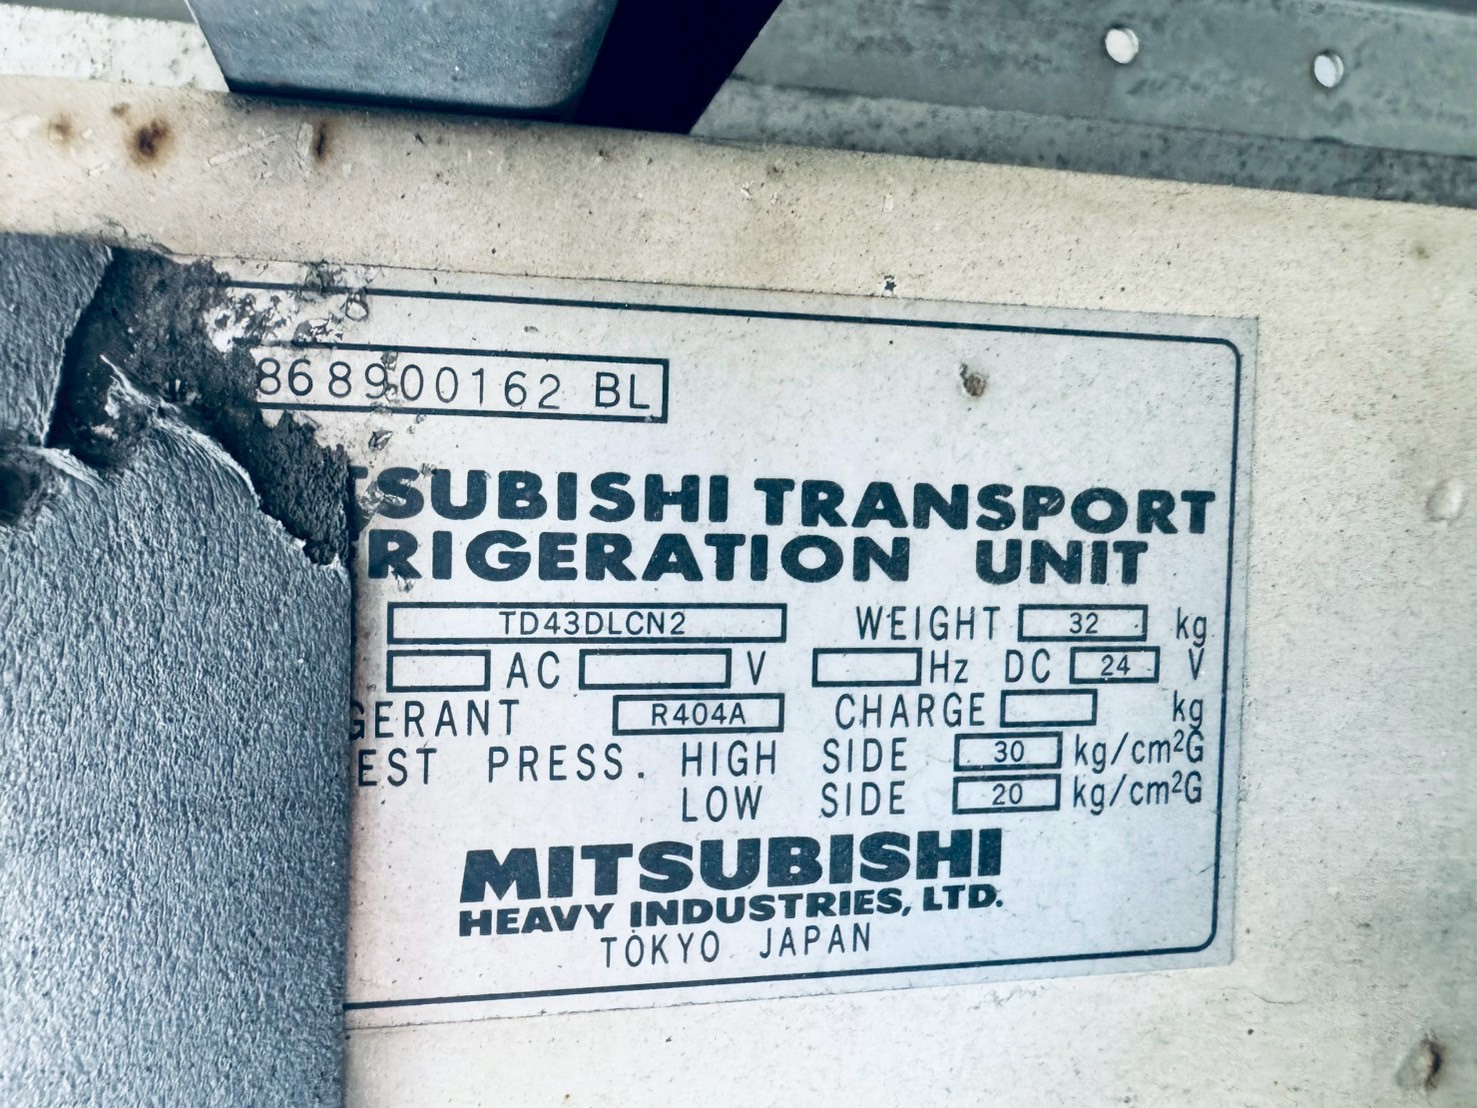 868900162 BL
TSUBISHI TRANSPORT
RIGERATION UNIT
TD43DLCN2 WEIGHT 32 kg
AC V Hz DC 24 V
GERANT R404A CHARGE kg
EST PRESS. HIGH SIDE 30 kg/cm²G
LOW SIDE 20 kg/cm²G
MITSUBISHI
HEAVY INDUSTRIES, LTD.
TOKYO JAPAN